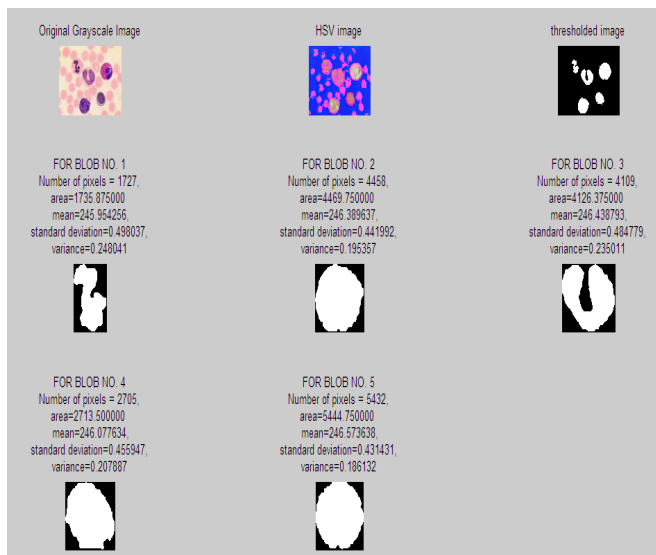 Original Grayscale Image
HSV image
thresholded image
FOR BLOB NO. 1
Number of pixels = 1727,
area=1735.875000
mean=245.954256,
standard deviation=0.498037,
variance=0.248041
FOR BLOB NO. 2
Number of pixels = 4458,
area=4469.750000
mean=246.389637,
standard deviation=0.441992,
variance=0.195357
FOR BLOB NO. 3
Number of pixels = 4109,
area=4126.375000
mean=246.438793,
standard deviation=0.484779,
variance=0.235011
FOR BLOB NO. 4
Number of pixels = 2705,
area=2713.500000
mean=246.077634,
standard deviation=0.455947,
variance=0.207887
FOR BLOB NO. 5
Number of pixels = 5432,
area=5444.750000
mean=246.573638,
standard deviation=0.431431,
variance=0.186132